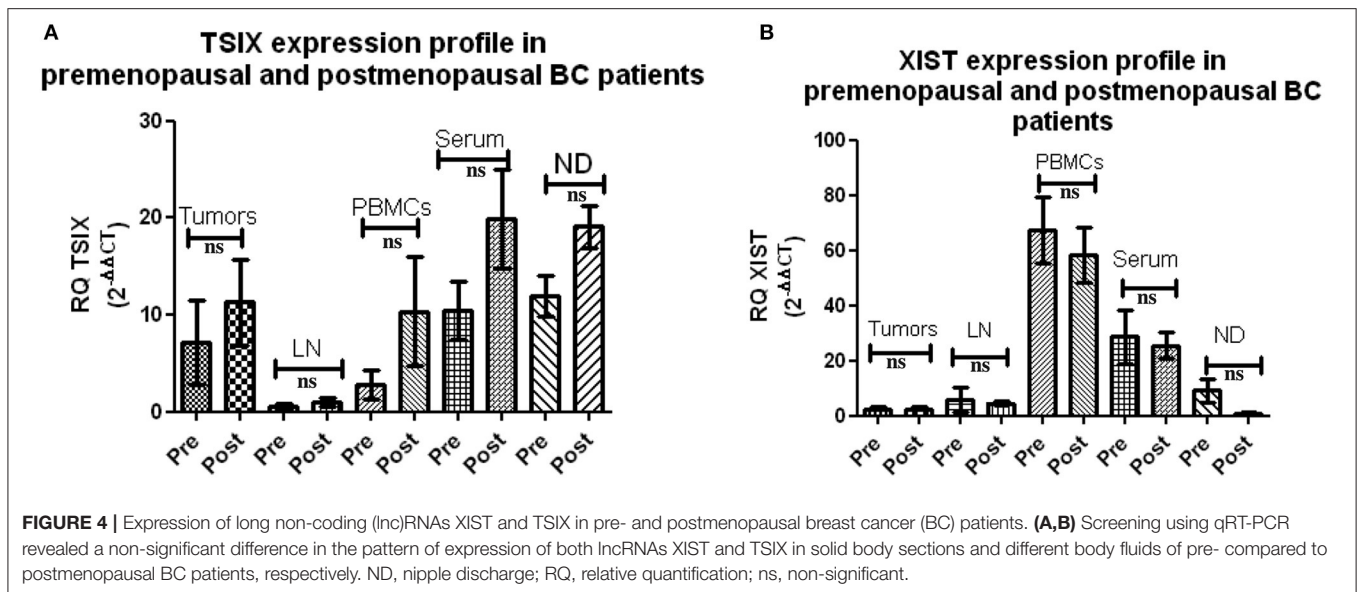 A
TSIX expression profile in
premenopausal and postmenopausal BC patients
RQ TSIX
(2-ΔΔCT)
30
20
10
0
Tumors
ns
LN
ns
PBMCs
ns
Serum
ns
ND
ns
Pre
Post
Pre
Post
Pre
Post
Pre
Post
Pre
Post
B
XIST expression profile in
premenopausal and postmenopausal BC
patients
RQ XIST
(2-ΔΔCT)
100
80
60
40
20
0
Tumors
ns
LN
ns
PBMCs
ns
Serum
ns
ND
ns
Pre
Post
Pre
Post
Pre
Post
Pre
Post
Pre
Post
FIGURE 4 | Expression of long non-coding (lnc)RNAs XIST and TSIX in pre- and postmenopausal breast cancer (BC) patients. (A,B) Screening using qRT-PCR
revealed a non-significant difference in the pattern of expression of both lncRNAs XIST and TSIX in solid body sections and different body fluids of pre- compared to
postmenopausal BC patients, respectively. ND, nipple discharge; RQ, relative quantification; ns, non-significant.